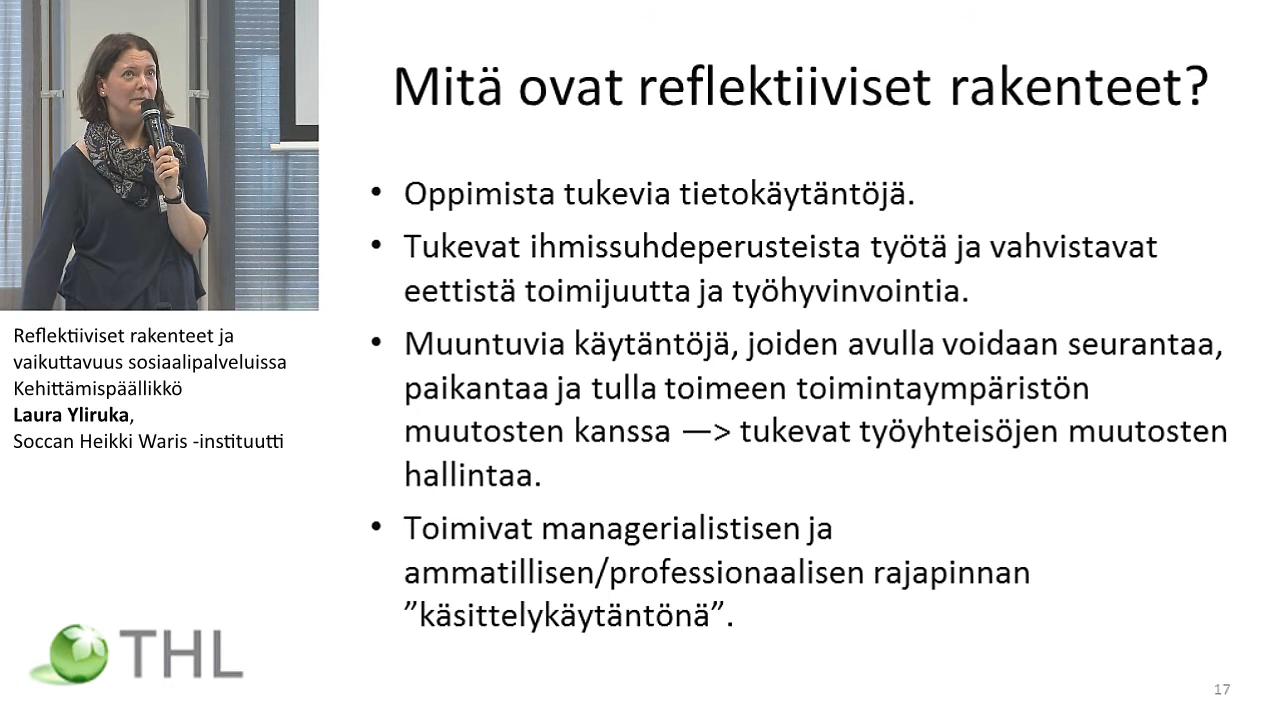 Mitä ovat reflektiiviset rakenteet?
• Oppimista tukevia tietokäytäntöjä.
• Tukevat ihmissuhdeperusteista työtä ja vahvistavat
eettistä toimijuutta ja työhyvinvointia.
• Muuntuvia käytäntöjä, joiden avulla voidaan seurantaa,
paikantaa ja tulla toimeen toimintaympäristön
muutosten kanssa —> tukevat työyhteisöjen muutosten
hallintaa.
• Toimivat managerialistisen ja
ammatillisen/professionaalisen rajapinnan
”käsittelykäytäntönä”.
Reflektiiviset rakenteet ja
vaikuttavuus sosiaalipalveluissa
Kehittämispäällikkö
Laura Yliruka,
Soccan Heikki Waris -instituutti
THL
17